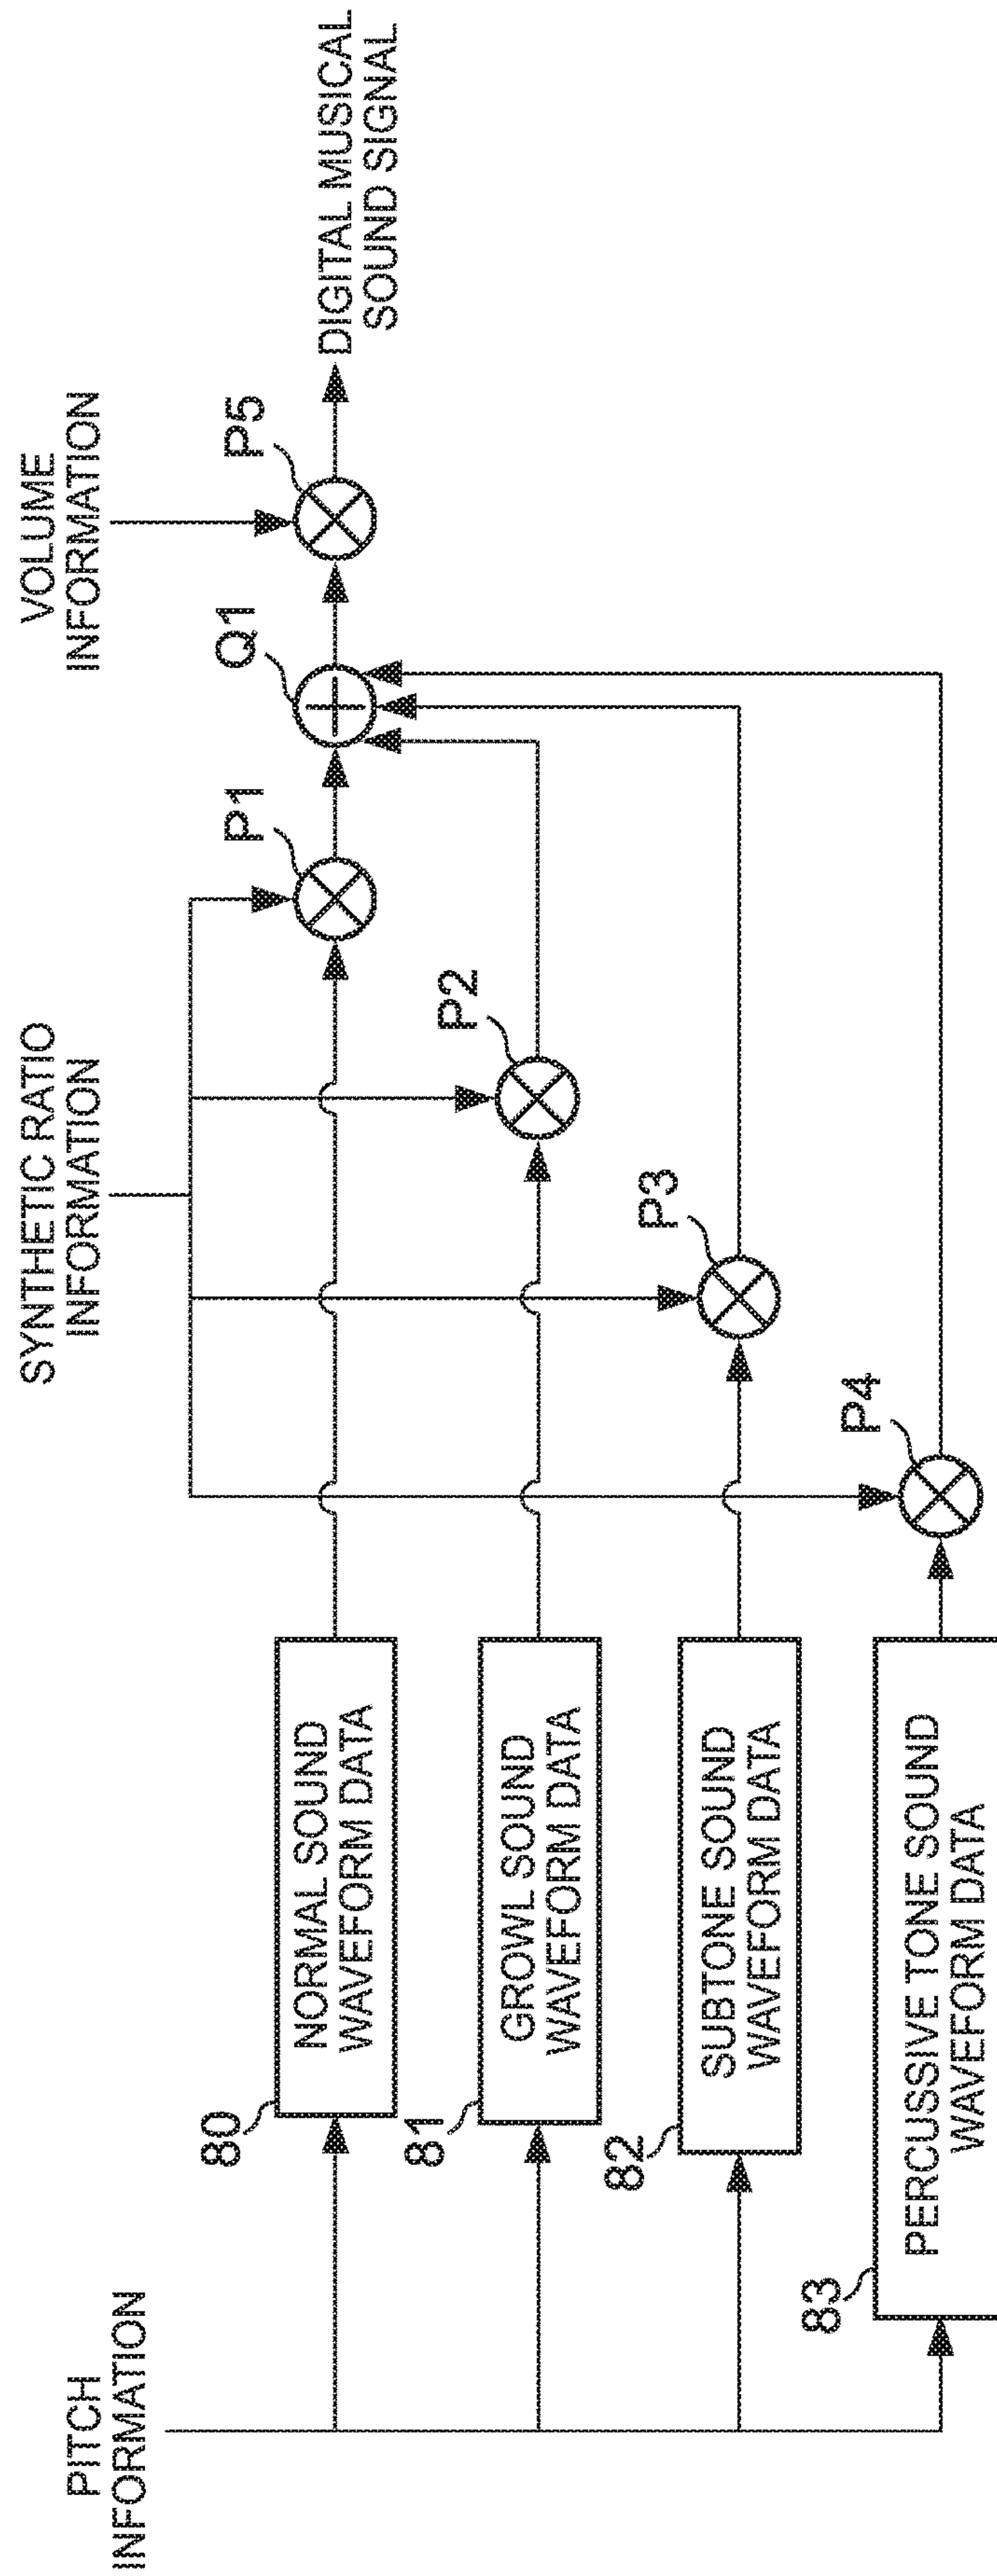 PITCH
INFORMATION
SYNTHETIC RATIO
INFORMATION
VOLUME
INFORMATION
80
NORMAL SOUND
WAVEFORM DATA
P1
Q1
P5
DIGITAL MUSICAL
SOUND SIGNAL
81
GROWL SOUND
WAVEFORM DATA
P2
82
SUBTONE SOUND
WAVEFORM DATA
P3
83
PERCUSSIVE TONE SOUND
WAVEFORM DATA
P4